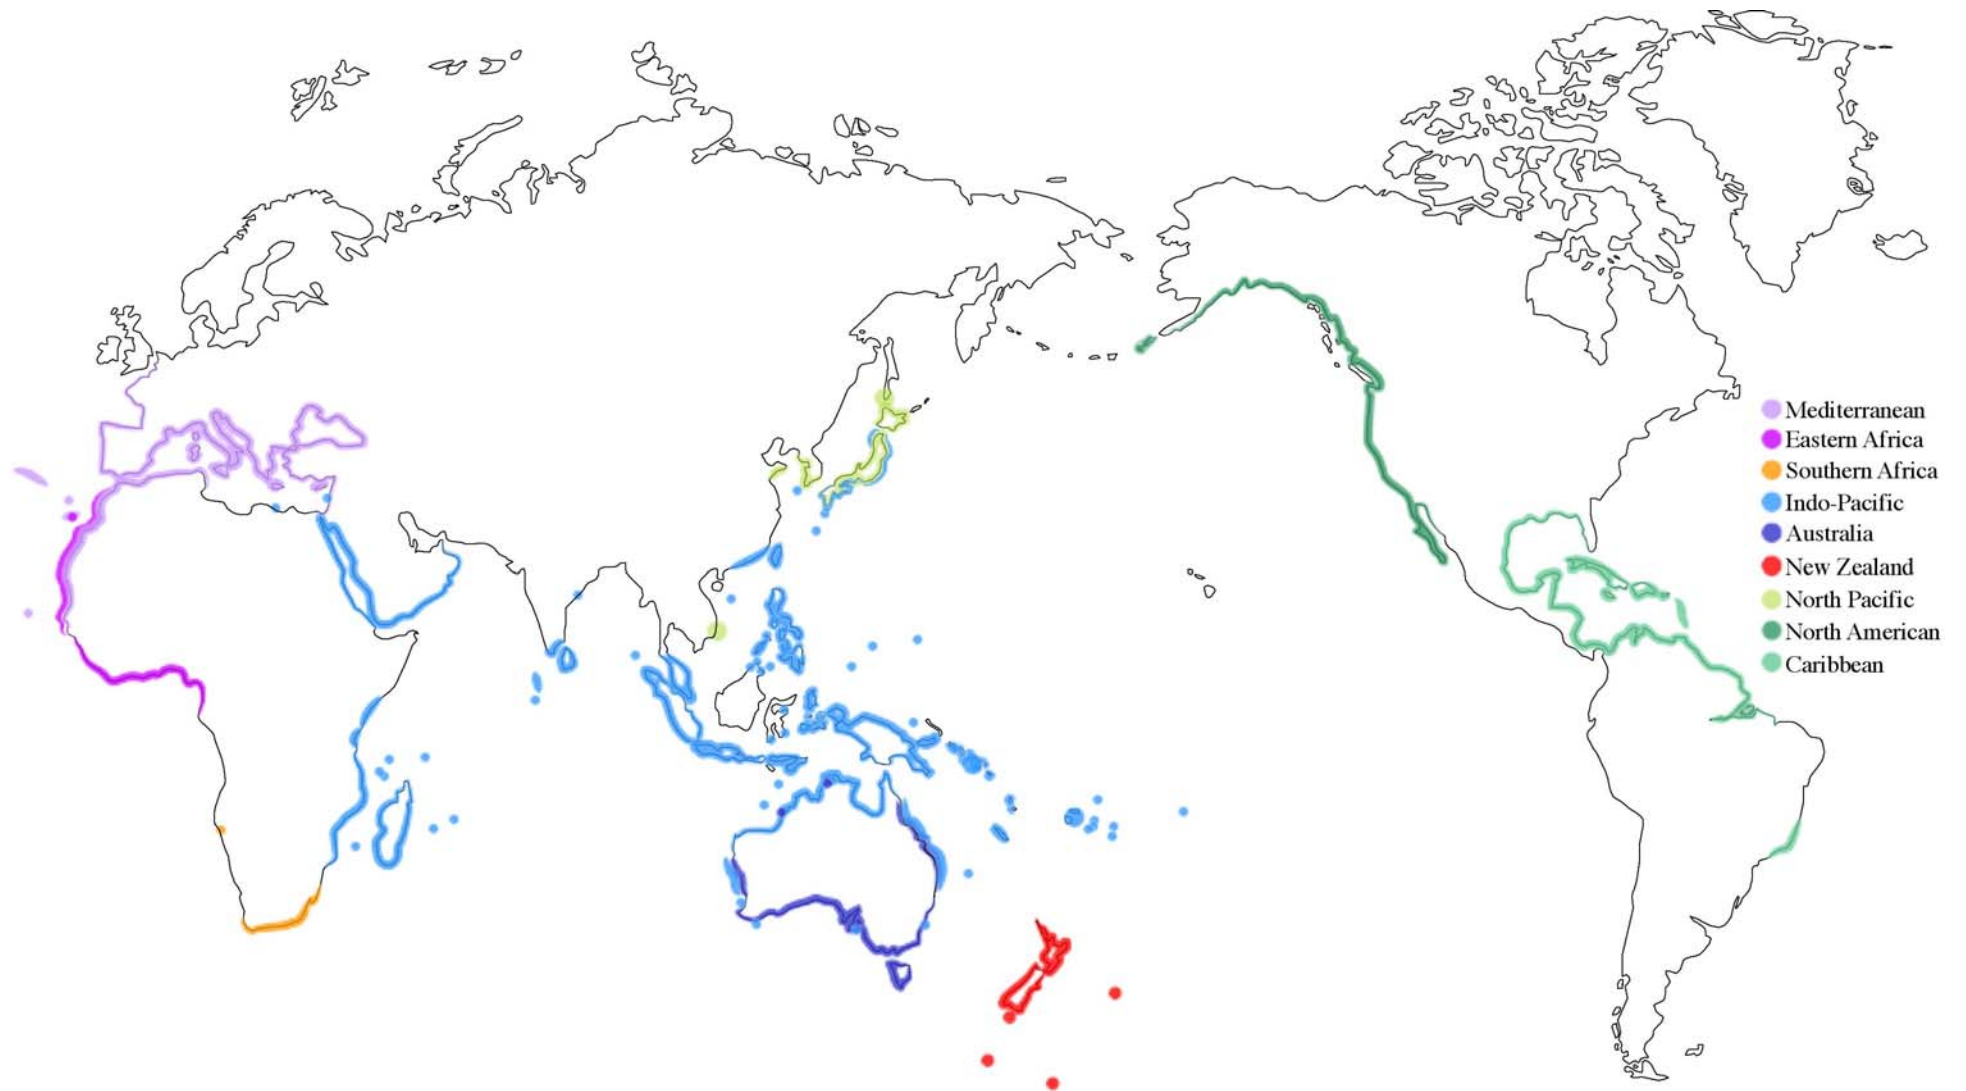 Mediterranean
Eastern Africa
Southern Africa
Indo-Pacific
Australia
New Zealand
North Pacific
North American
Caribbean